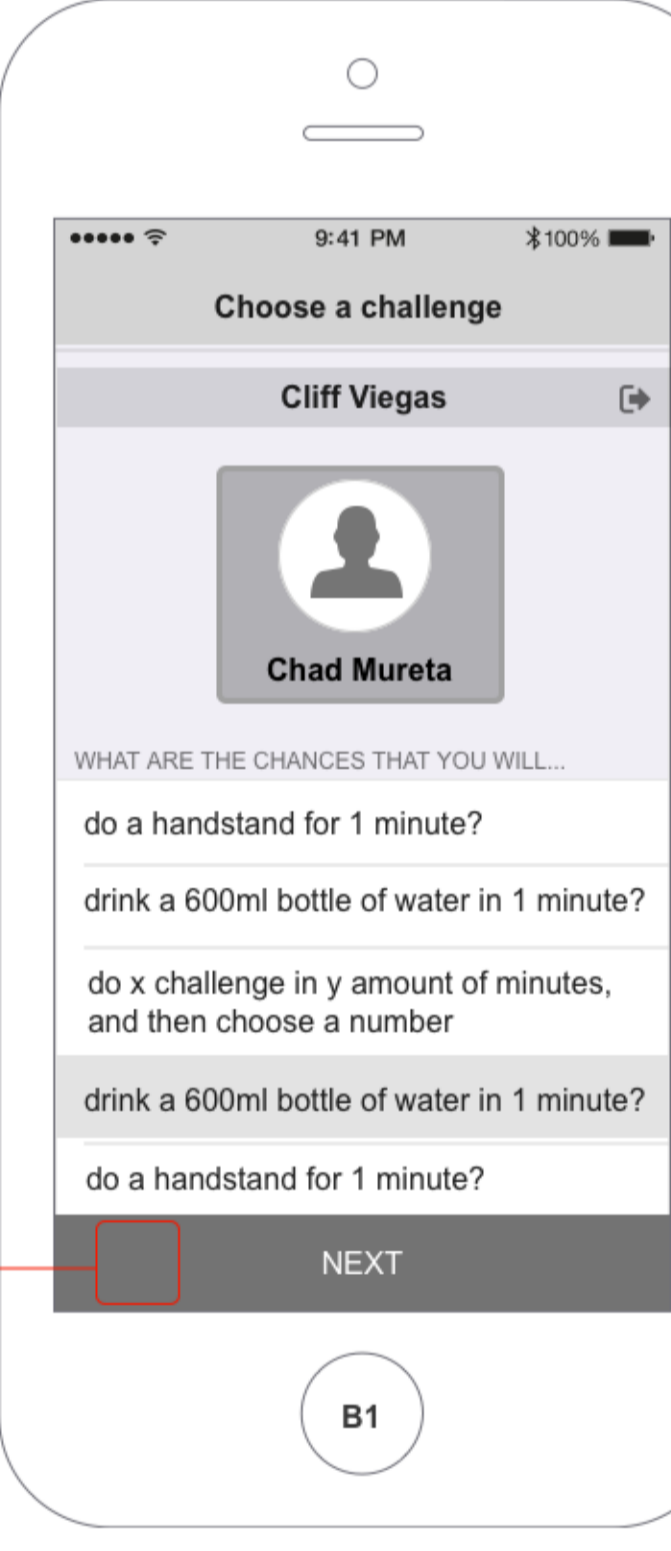 9:41 PM 100%
Choose a challenge
Cliff Viegas
Chad Mureta
WHAT ARE THE CHANCES THAT YOU WILL...
do a handstand for 1 minute?
drink a 600ml bottle of water in 1 minute?
do x challenge in y amount of minutes,
and then choose a number
drink a 600ml bottle of water in 1 minute?
do a handstand for 1 minute?
NEXT
B1